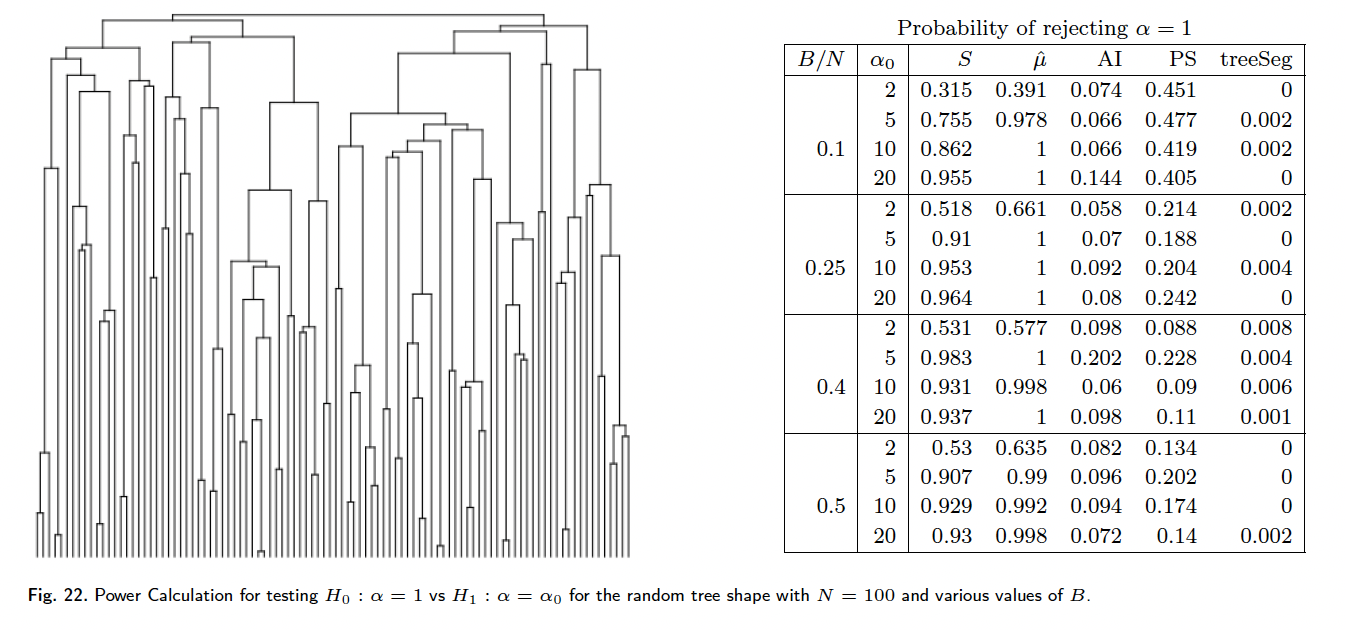 Probability of rejecting α = 1
B/N α₀ S μ̂ AI PS treeSeg
2 0.315 0.391 0.074 0.451 0
5 0.755 0.978 0.066 0.477 0.002
0.1 10 0.862 1 0.066 0.419 0.002
20 0.955 1 0.144 0.405 0
2 0.518 0.661 0.058 0.214 0.002
5 0.91 1 0.07 0.188 0
0.25 10 0.953 1 0.092 0.204 0.004
20 0.964 1 0.08 0.242 0
2 0.531 0.577 0.098 0.088 0.008
5 0.983 1 0.202 0.228 0.004
0.4 10 0.931 0.998 0.06 0.09 0.006
20 0.937 1 0.098 0.11 0.001
2 0.53 0.635 0.082 0.134 0
5 0.907 0.99 0.096 0.202 0
0.5 10 0.929 0.992 0.094 0.174 0
20 0.93 0.998 0.072 0.14 0.002
Fig. 22. Power Calculation for testing H₀ : α = 1 vs H₁ : α = α₀ for the random tree shape with N = 100 and various values of B.